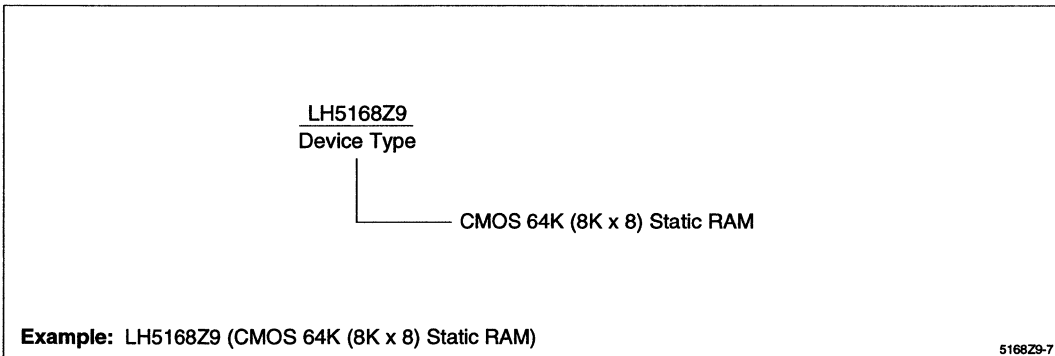 LH5168Z9
Device Type
CMOS 64K (8K x 8) Static RAM
Example: LH5168Z9 (CMOS 64K (8K x 8) Static RAM)
5168Z9-7